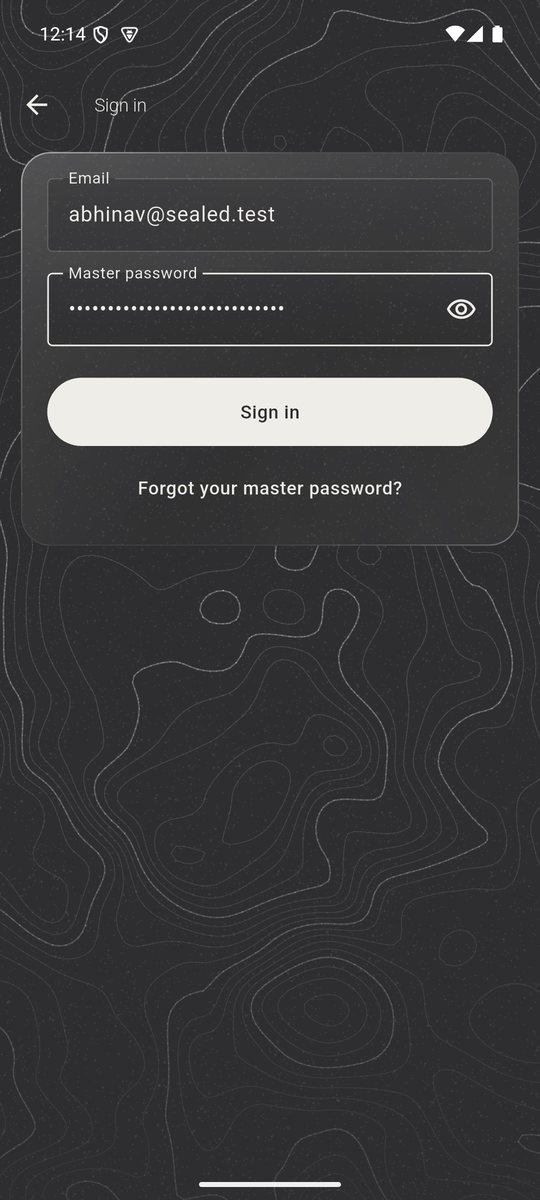 12:14
Sign in
Email
abhinav@sealed.test
Master password
••••••••••••••••••••••••••••
Sign in
Forgot your master password?